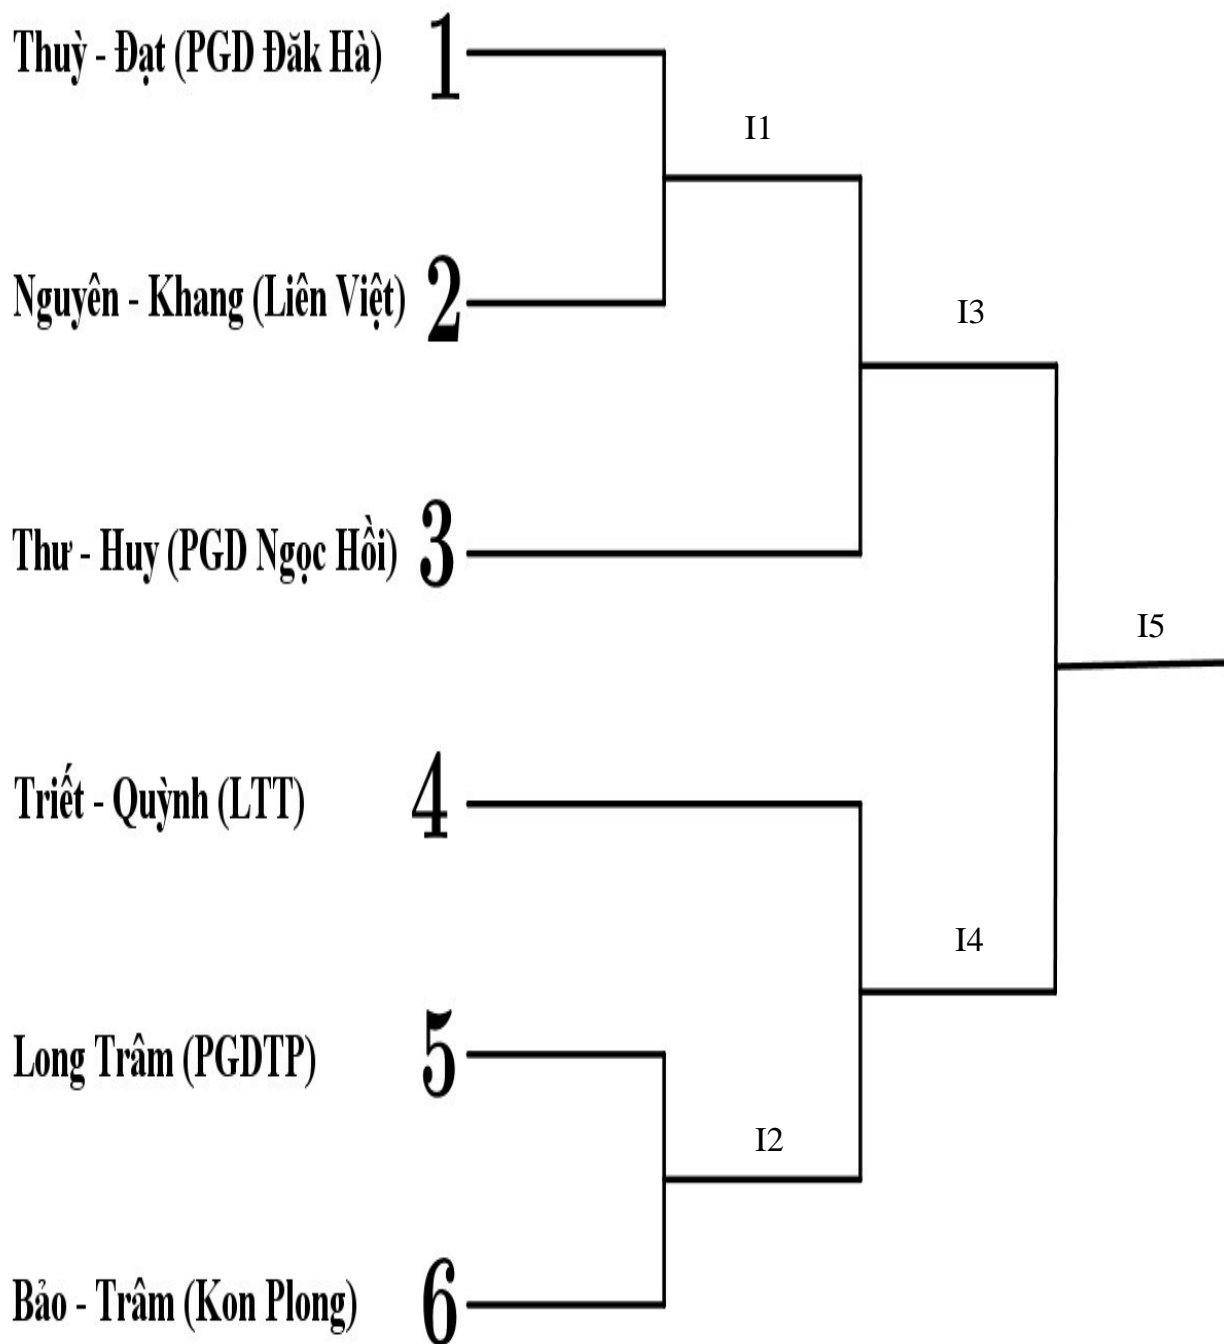 Thuỳ - Đạt (PGD Đăk Hà) 1
I1
Nguyên - Khang (Liên Việt) 2
I3
Thư - Huy (PGD Ngọc Hồi) 3
I5
Triết - Quỳnh (LTT) 4
I4
Long Trâm (PGDTP) 5
I2
Bảo - Trâm (Kon Plong) 6